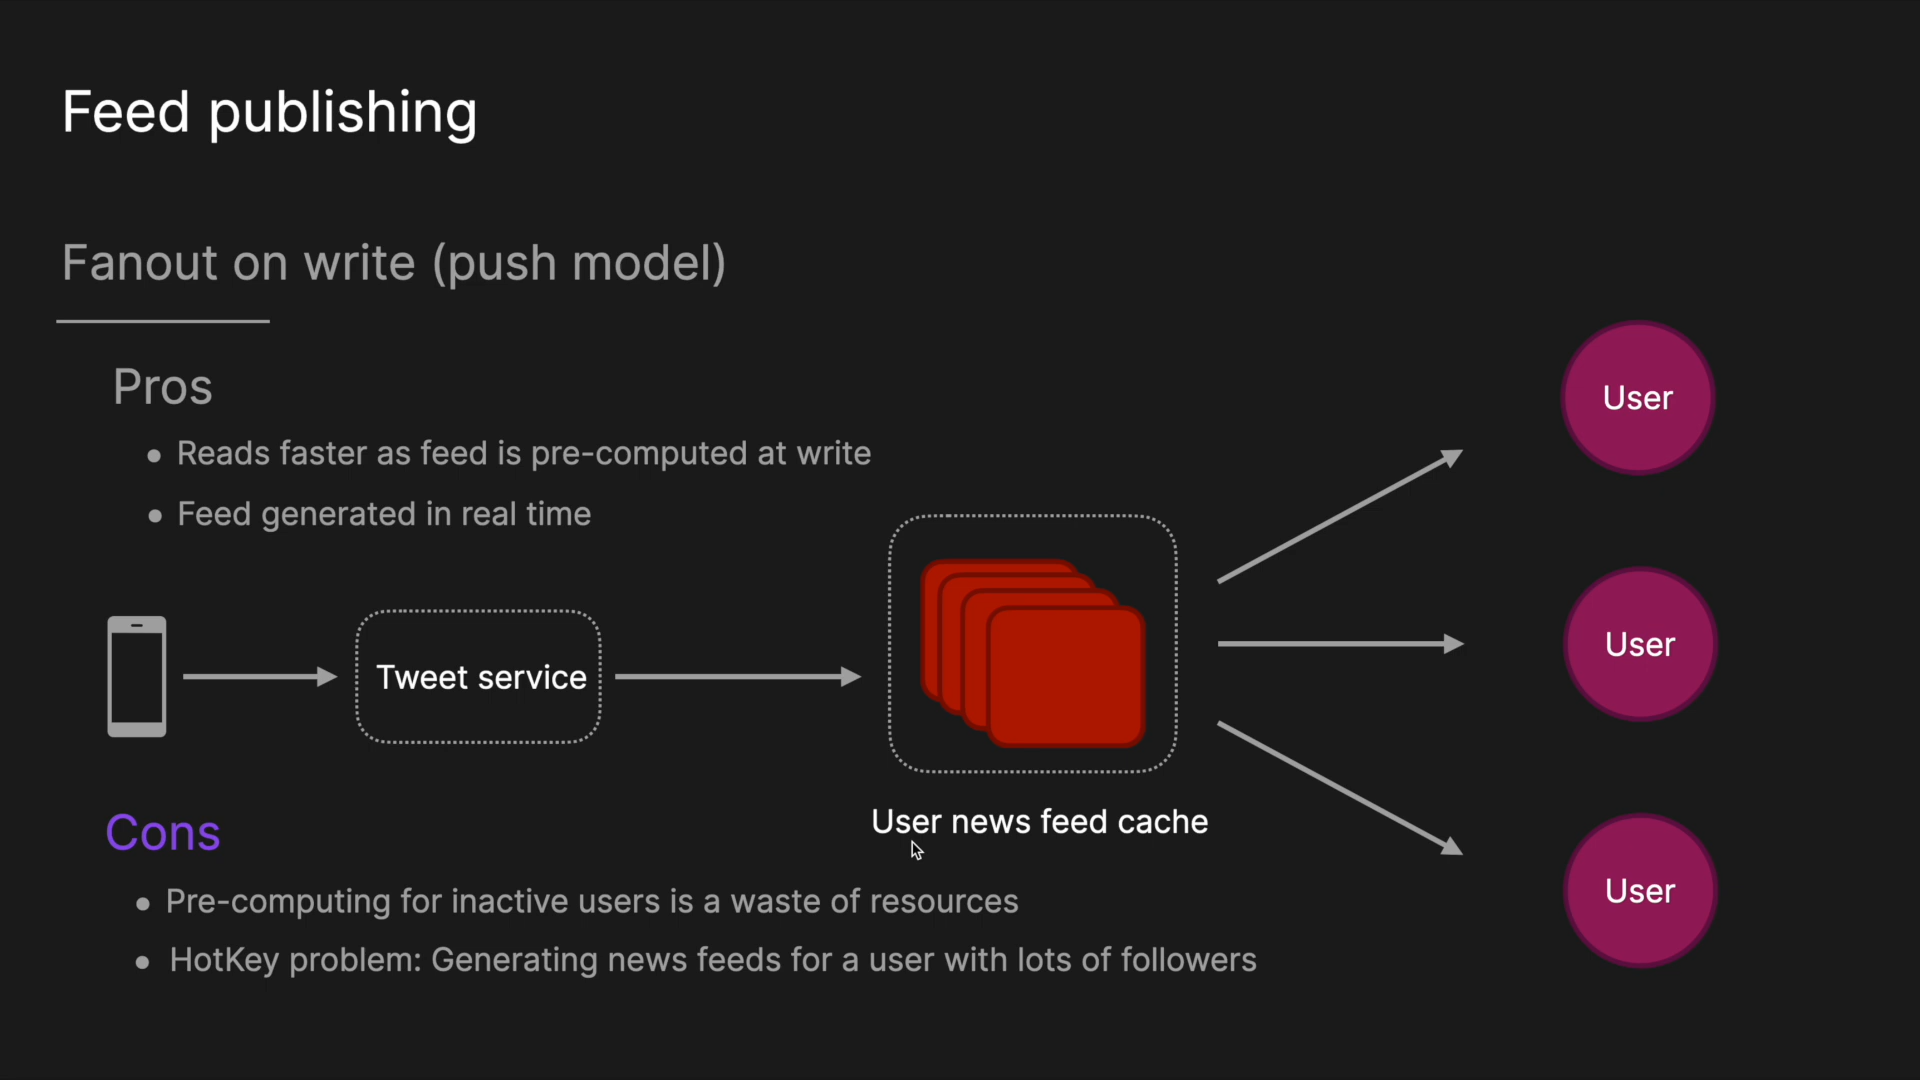 Feed publishing
Fanout on write (push model)
Pros
● Reads faster as feed is pre-computed at write
● Feed generated in real time
Tweet service
User news feed cache
User
User
User
Cons
● Pre-computing for inactive users is a waste of resources
● HotKey problem: Generating news feeds for a user with lots of followers